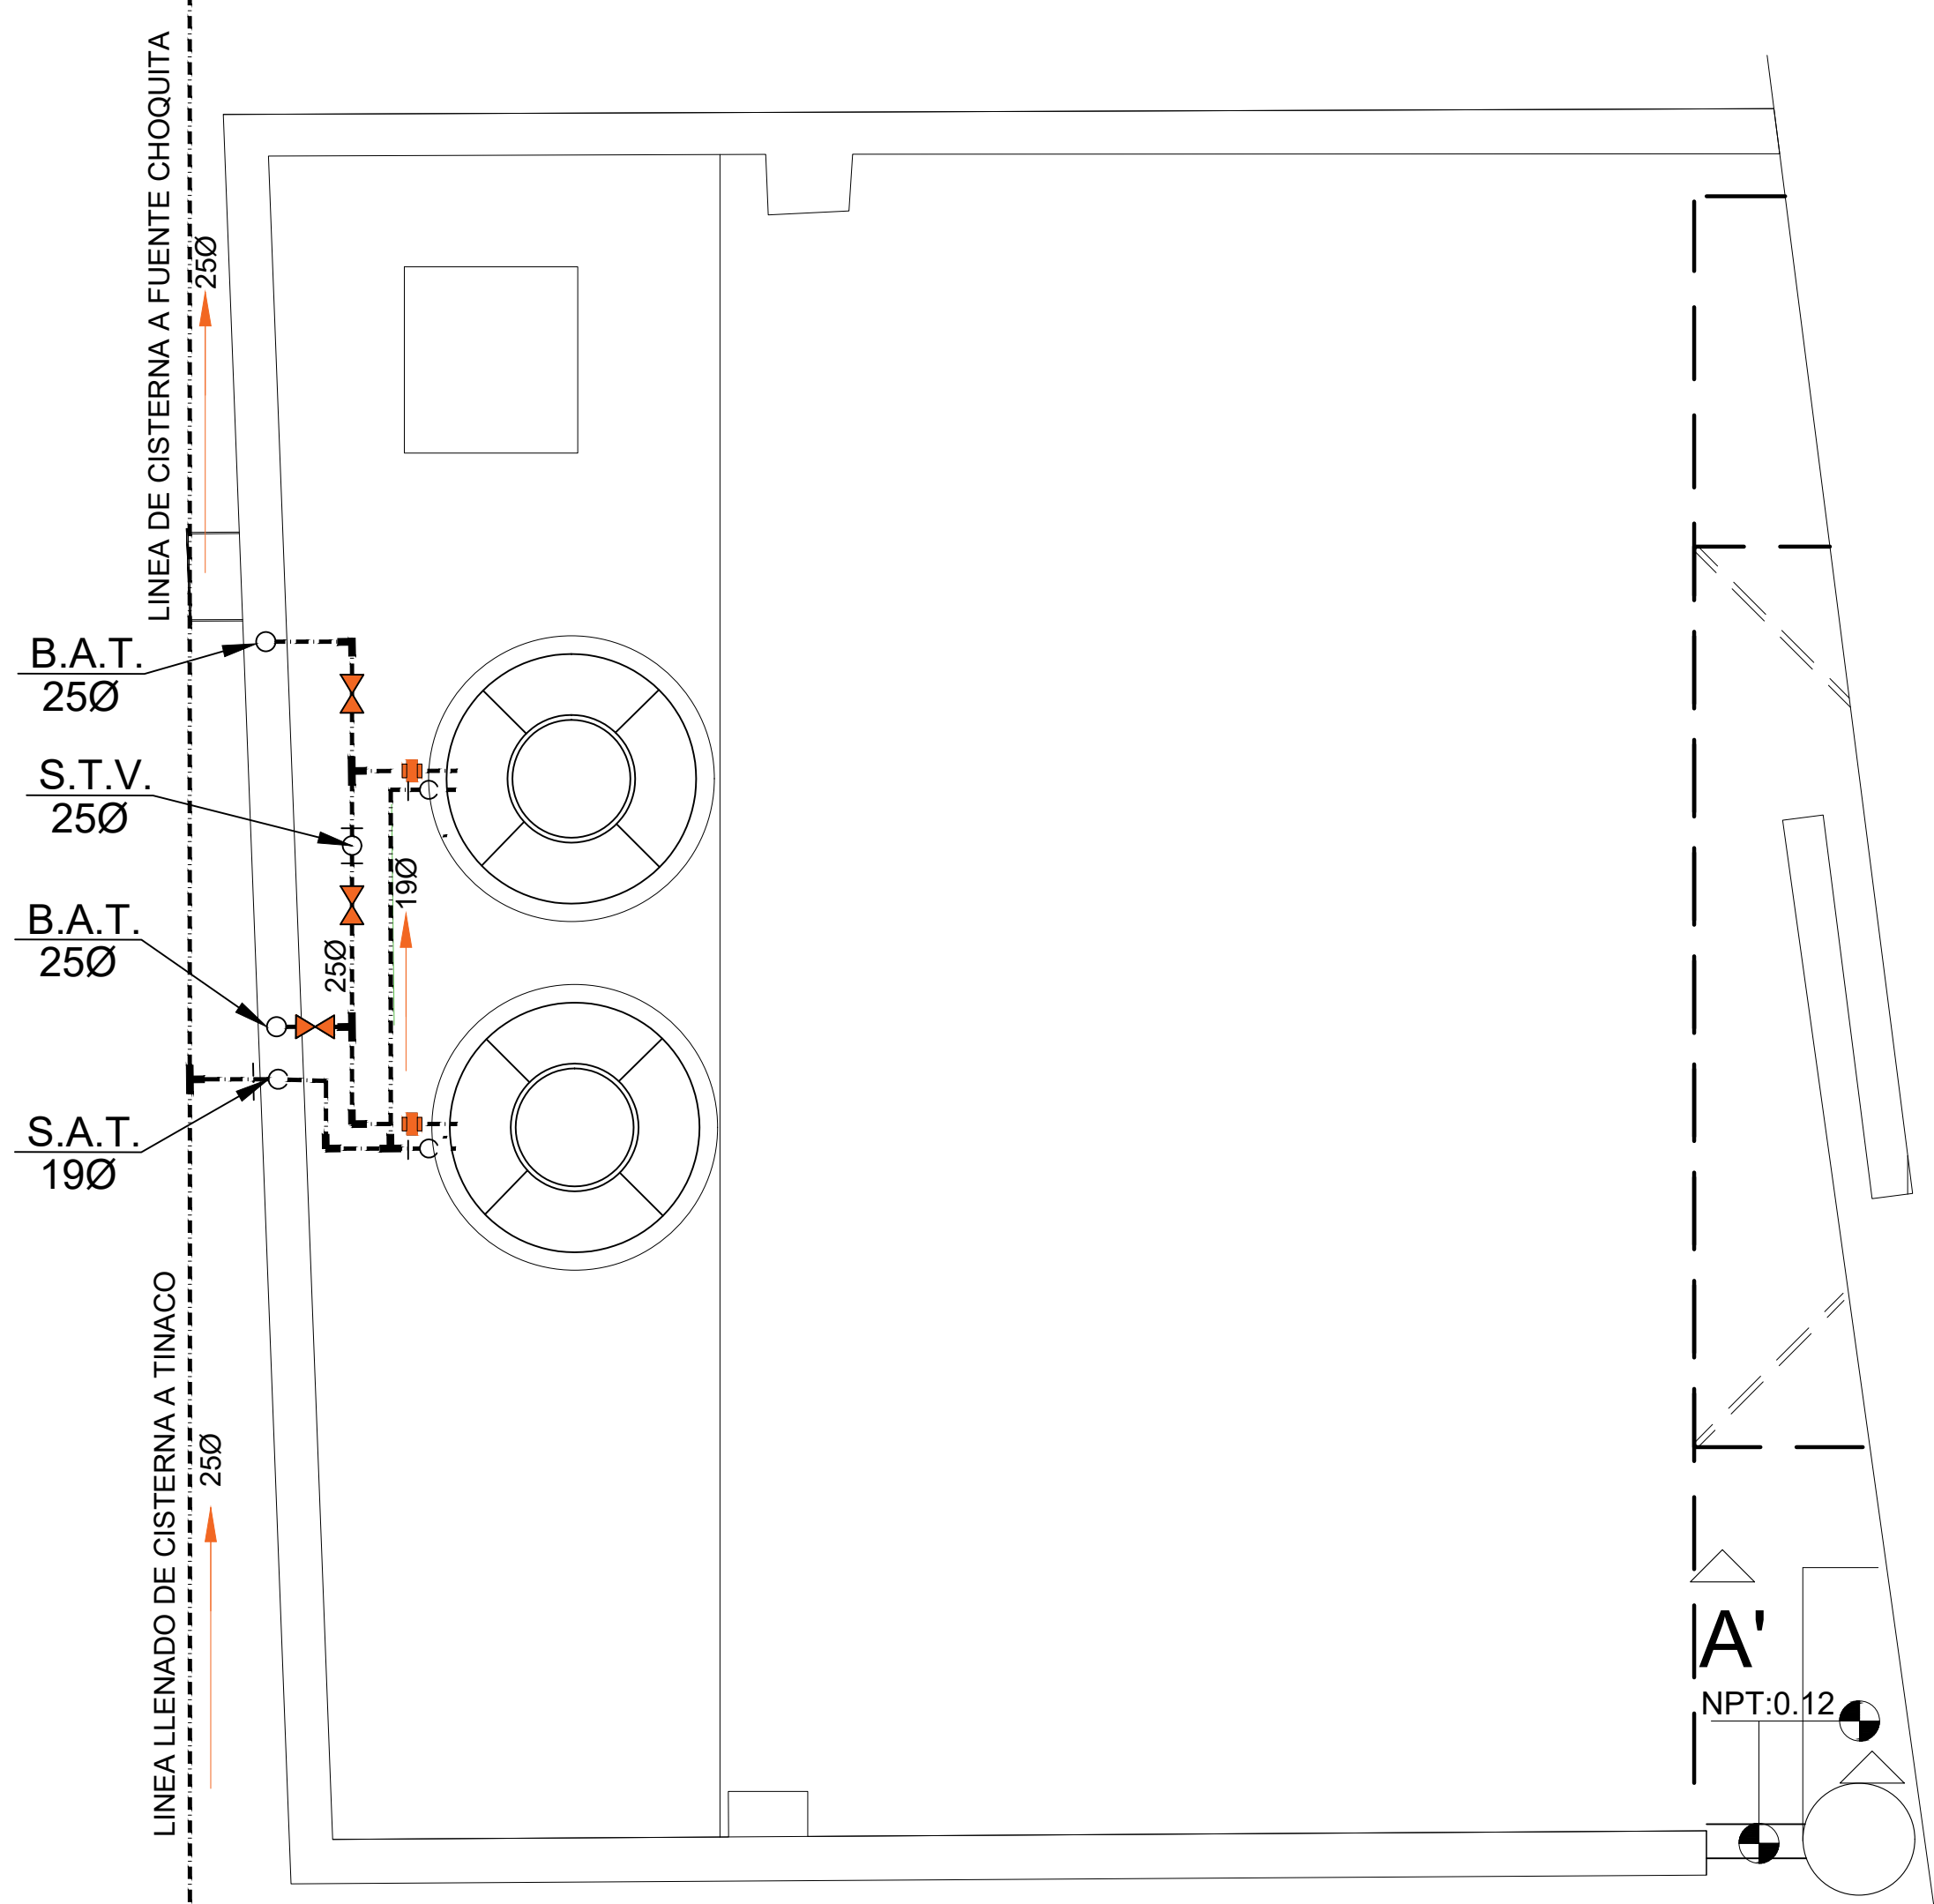 LINEA DE CISTERNA A FUENTE CHOQUITA
25Ø
B.A.T.
25Ø
S.T.V.
25Ø
19Ø
B.A.T.
25Ø
25Ø
S.A.T.
19Ø
LINEA LLENADO DE CISTERNA A TINACO
25Ø
A'
NPT:0.12